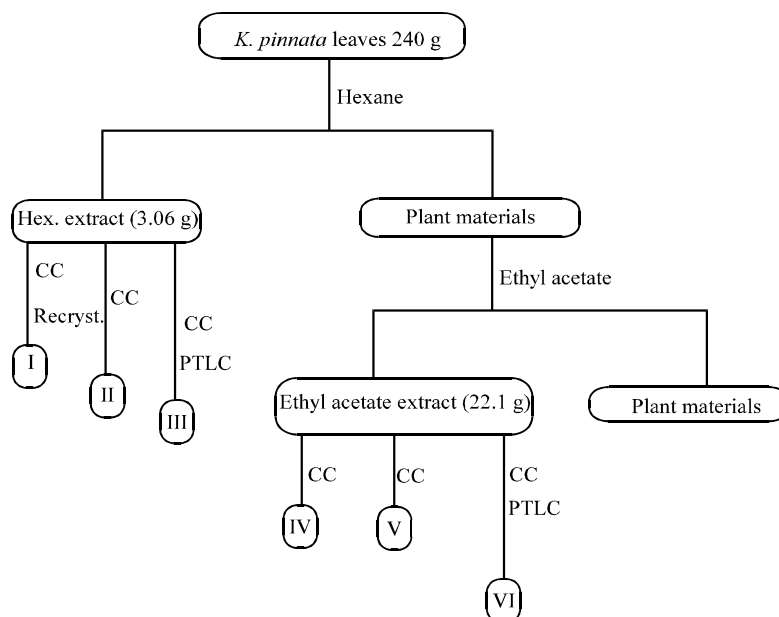 K. pinnata leaves 240 g
Hexane
Hex. extract (3.06 g)
Plant materials
CC
CC
Recryst.
CC
PTLC
I
II
III
Ethyl acetate
Ethyl acetate extract (22.1 g)
Plant materials
CC
CC
CC
PTLC
IV
V
VI